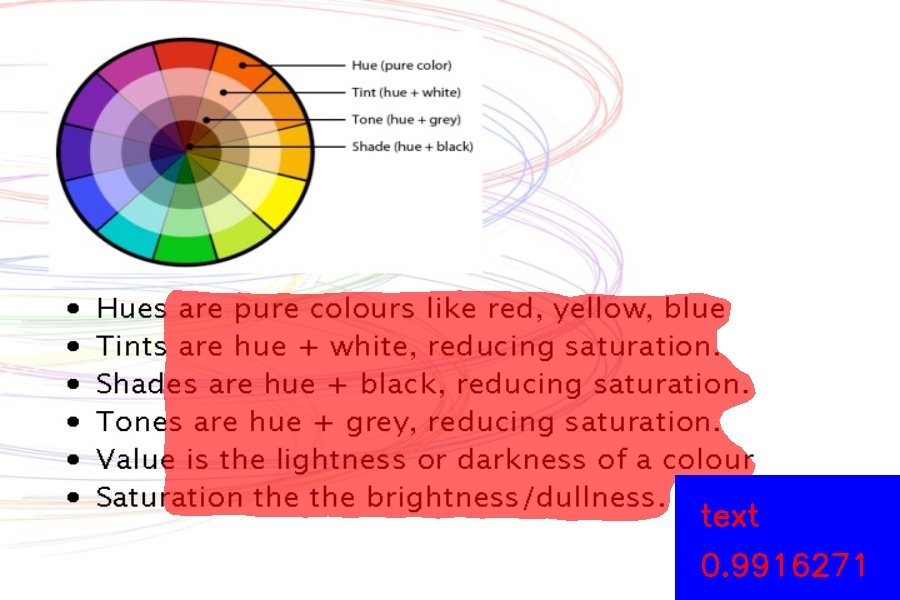 Hue (pure color)
Tint (hue + white)
Tone (hue + grey)
Shade (hue + black)
• Hues are pure colours like red, yellow, blue
• Tints are hue + white, reducing saturation.
• Shades are hue + black, reducing saturation.
• Tones are hue + grey, reducing saturation.
• Value is the lightness or darkness of a colour
• Saturation the the brightness/dullness.
text
0.9916271